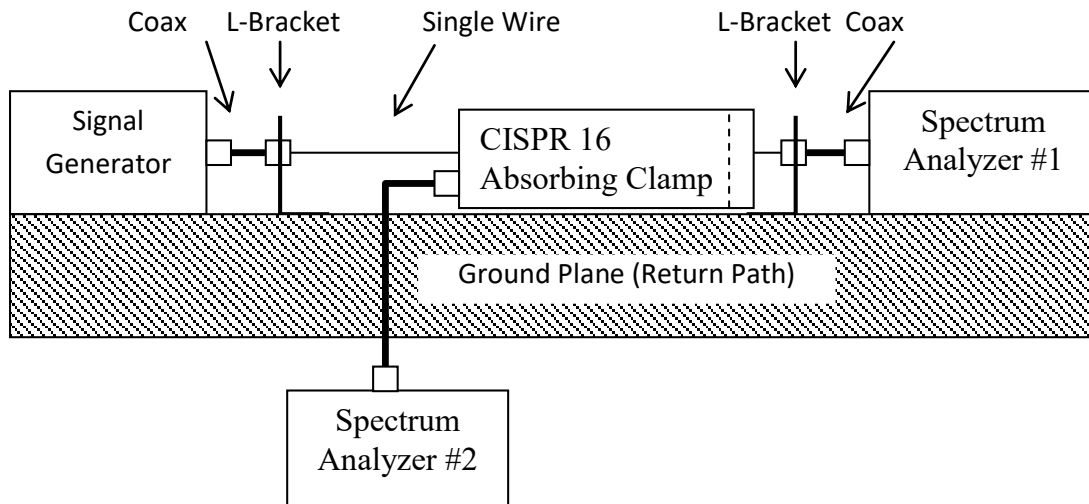 Coax
L-Bracket
Single Wire
L-Bracket
Coax
Signal
Generator
CISPR 16
Absorbing Clamp
Spectrum
Analyzer #1
Ground Plane (Return Path)
Spectrum
Analyzer #2